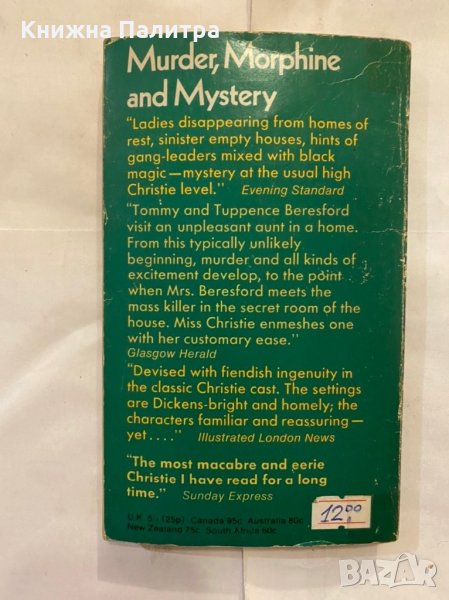 Книжна Палитра
Murder, Morphine
and Mystery
"Ladies disappearing from homes of
rest, sinister empty houses, hints of
gang-leaders mixed with black
magic—mystery at the usual high
Christie level." Evening Standard
"Tommy and Tuppence Beresford
visit an unpleasant aunt in a home.
From this typically unlikely
beginning, murder and all kinds of
excitement develop, to the point
when Mrs. Beresford meets the
mass killer in the secret room of the
house. Miss Christie enmeshes one
with her customary ease."
Glasgow Herald
"Devised with fiendish ingenuity in
the classic Christie cast. The settings
are Dickens-bright and homely; the
characters familiar and reassuring—
yet...." Illustrated London News
"The most macabre and eerie
Christie I have read for a long
time." Sunday Express
U.K. 5/- (25p) Canada 95c Australia 80c
New Zealand 75c South Africa 60c
12.00
BAZAR
bg